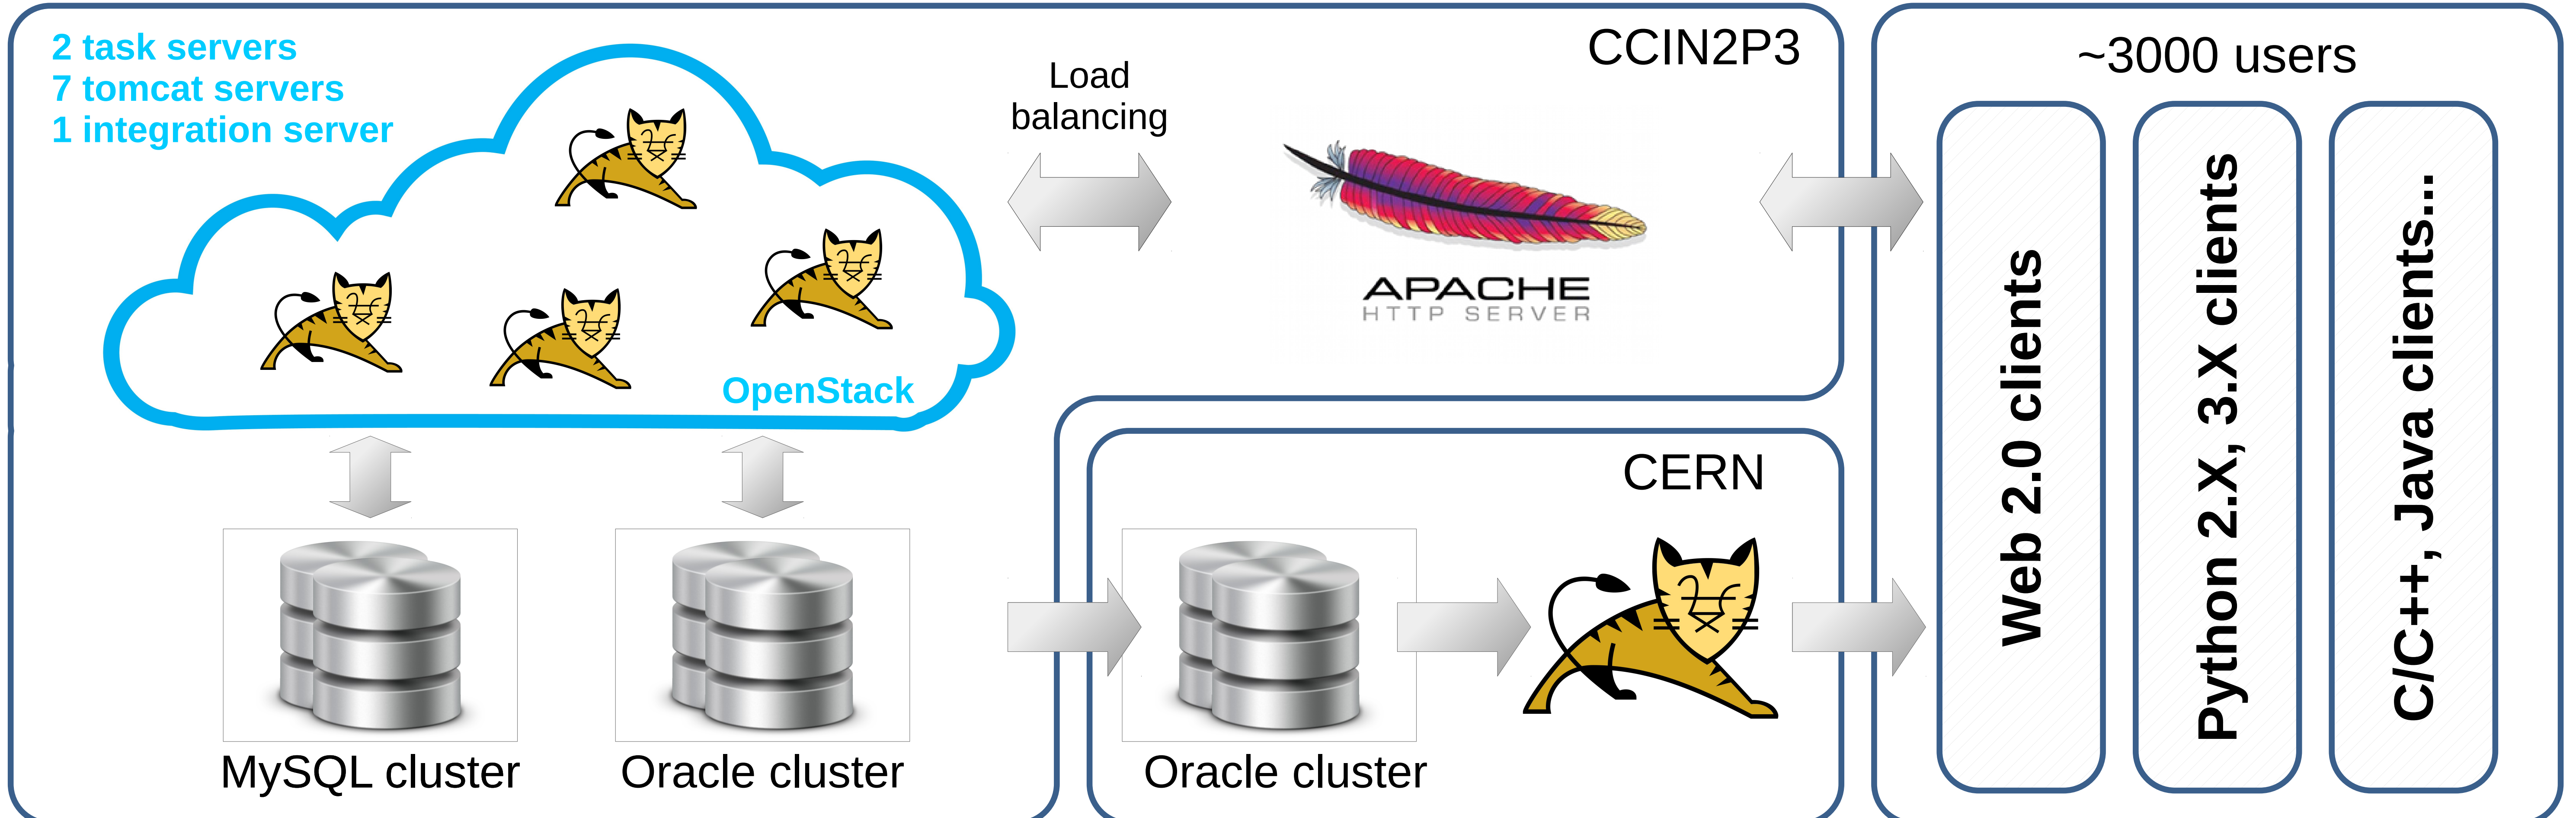 2 task servers
7 tomcat servers
1 integration server
OpenStack
Load
balancing
CCIN2P3
APACHE
HTTP SERVER
MySQL cluster
Oracle cluster
CERN
Oracle cluster
~3000 users
Web 2.0 clients
Python 2.X, 3.X clients
C/C++, Java clients...